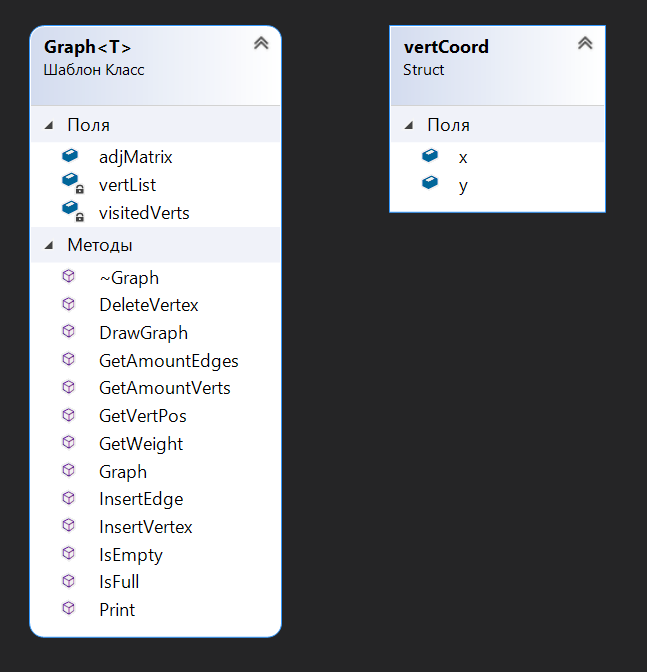 Graph<T>
Шаблон Класс
Поля
adjMatrix
vertList
visitedVerts
Методы
~Graph
DeleteVertex
DrawGraph
GetAmountEdges
GetAmountVerts
GetVertPos
GetWeight
Graph
InsertEdge
InsertVertex
IsEmpty
IsFull
Print
vertCoord
Struct
Поля
x
y